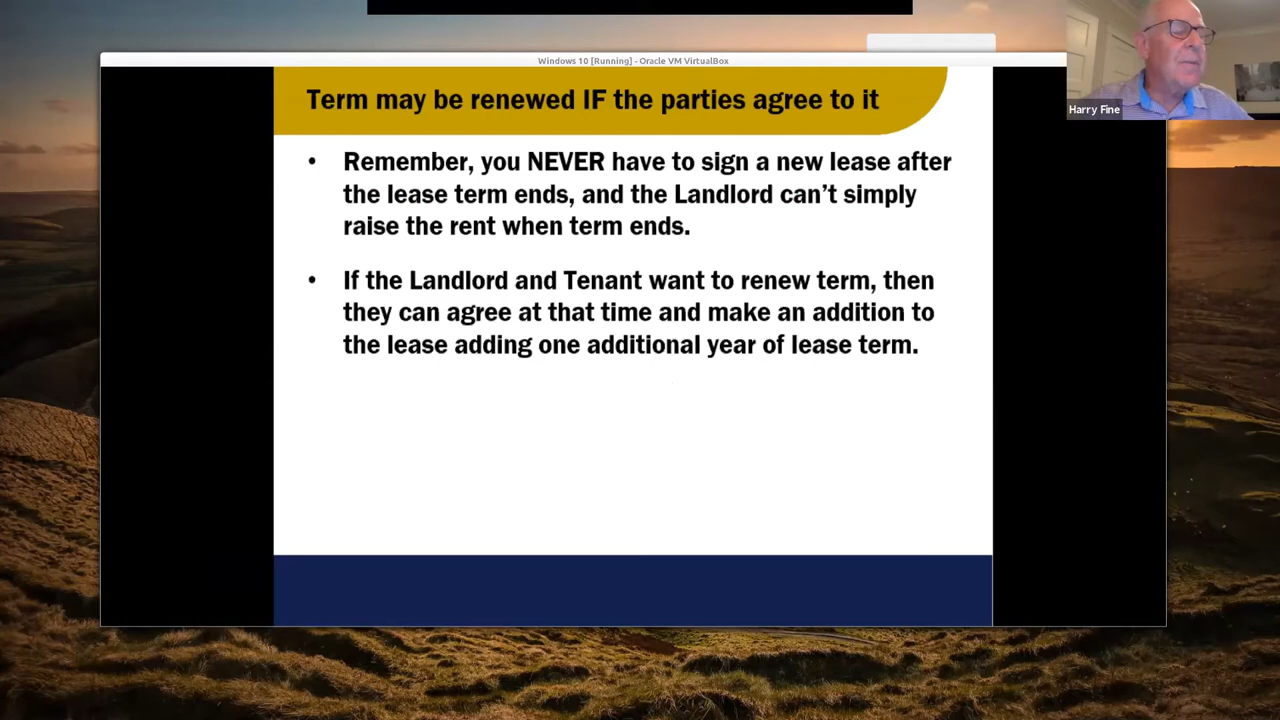 Windows 10 [Running] - Oracle VM VirtualBox
Harry Fine
Term may be renewed IF the parties agree to it
• Remember, you NEVER have to sign a new lease after
the lease term ends, and the Landlord can’t simply
raise the rent when term ends.
• If the Landlord and Tenant want to renew term, then
they can agree at that time and make an addition to
the lease adding one additional year of lease term.